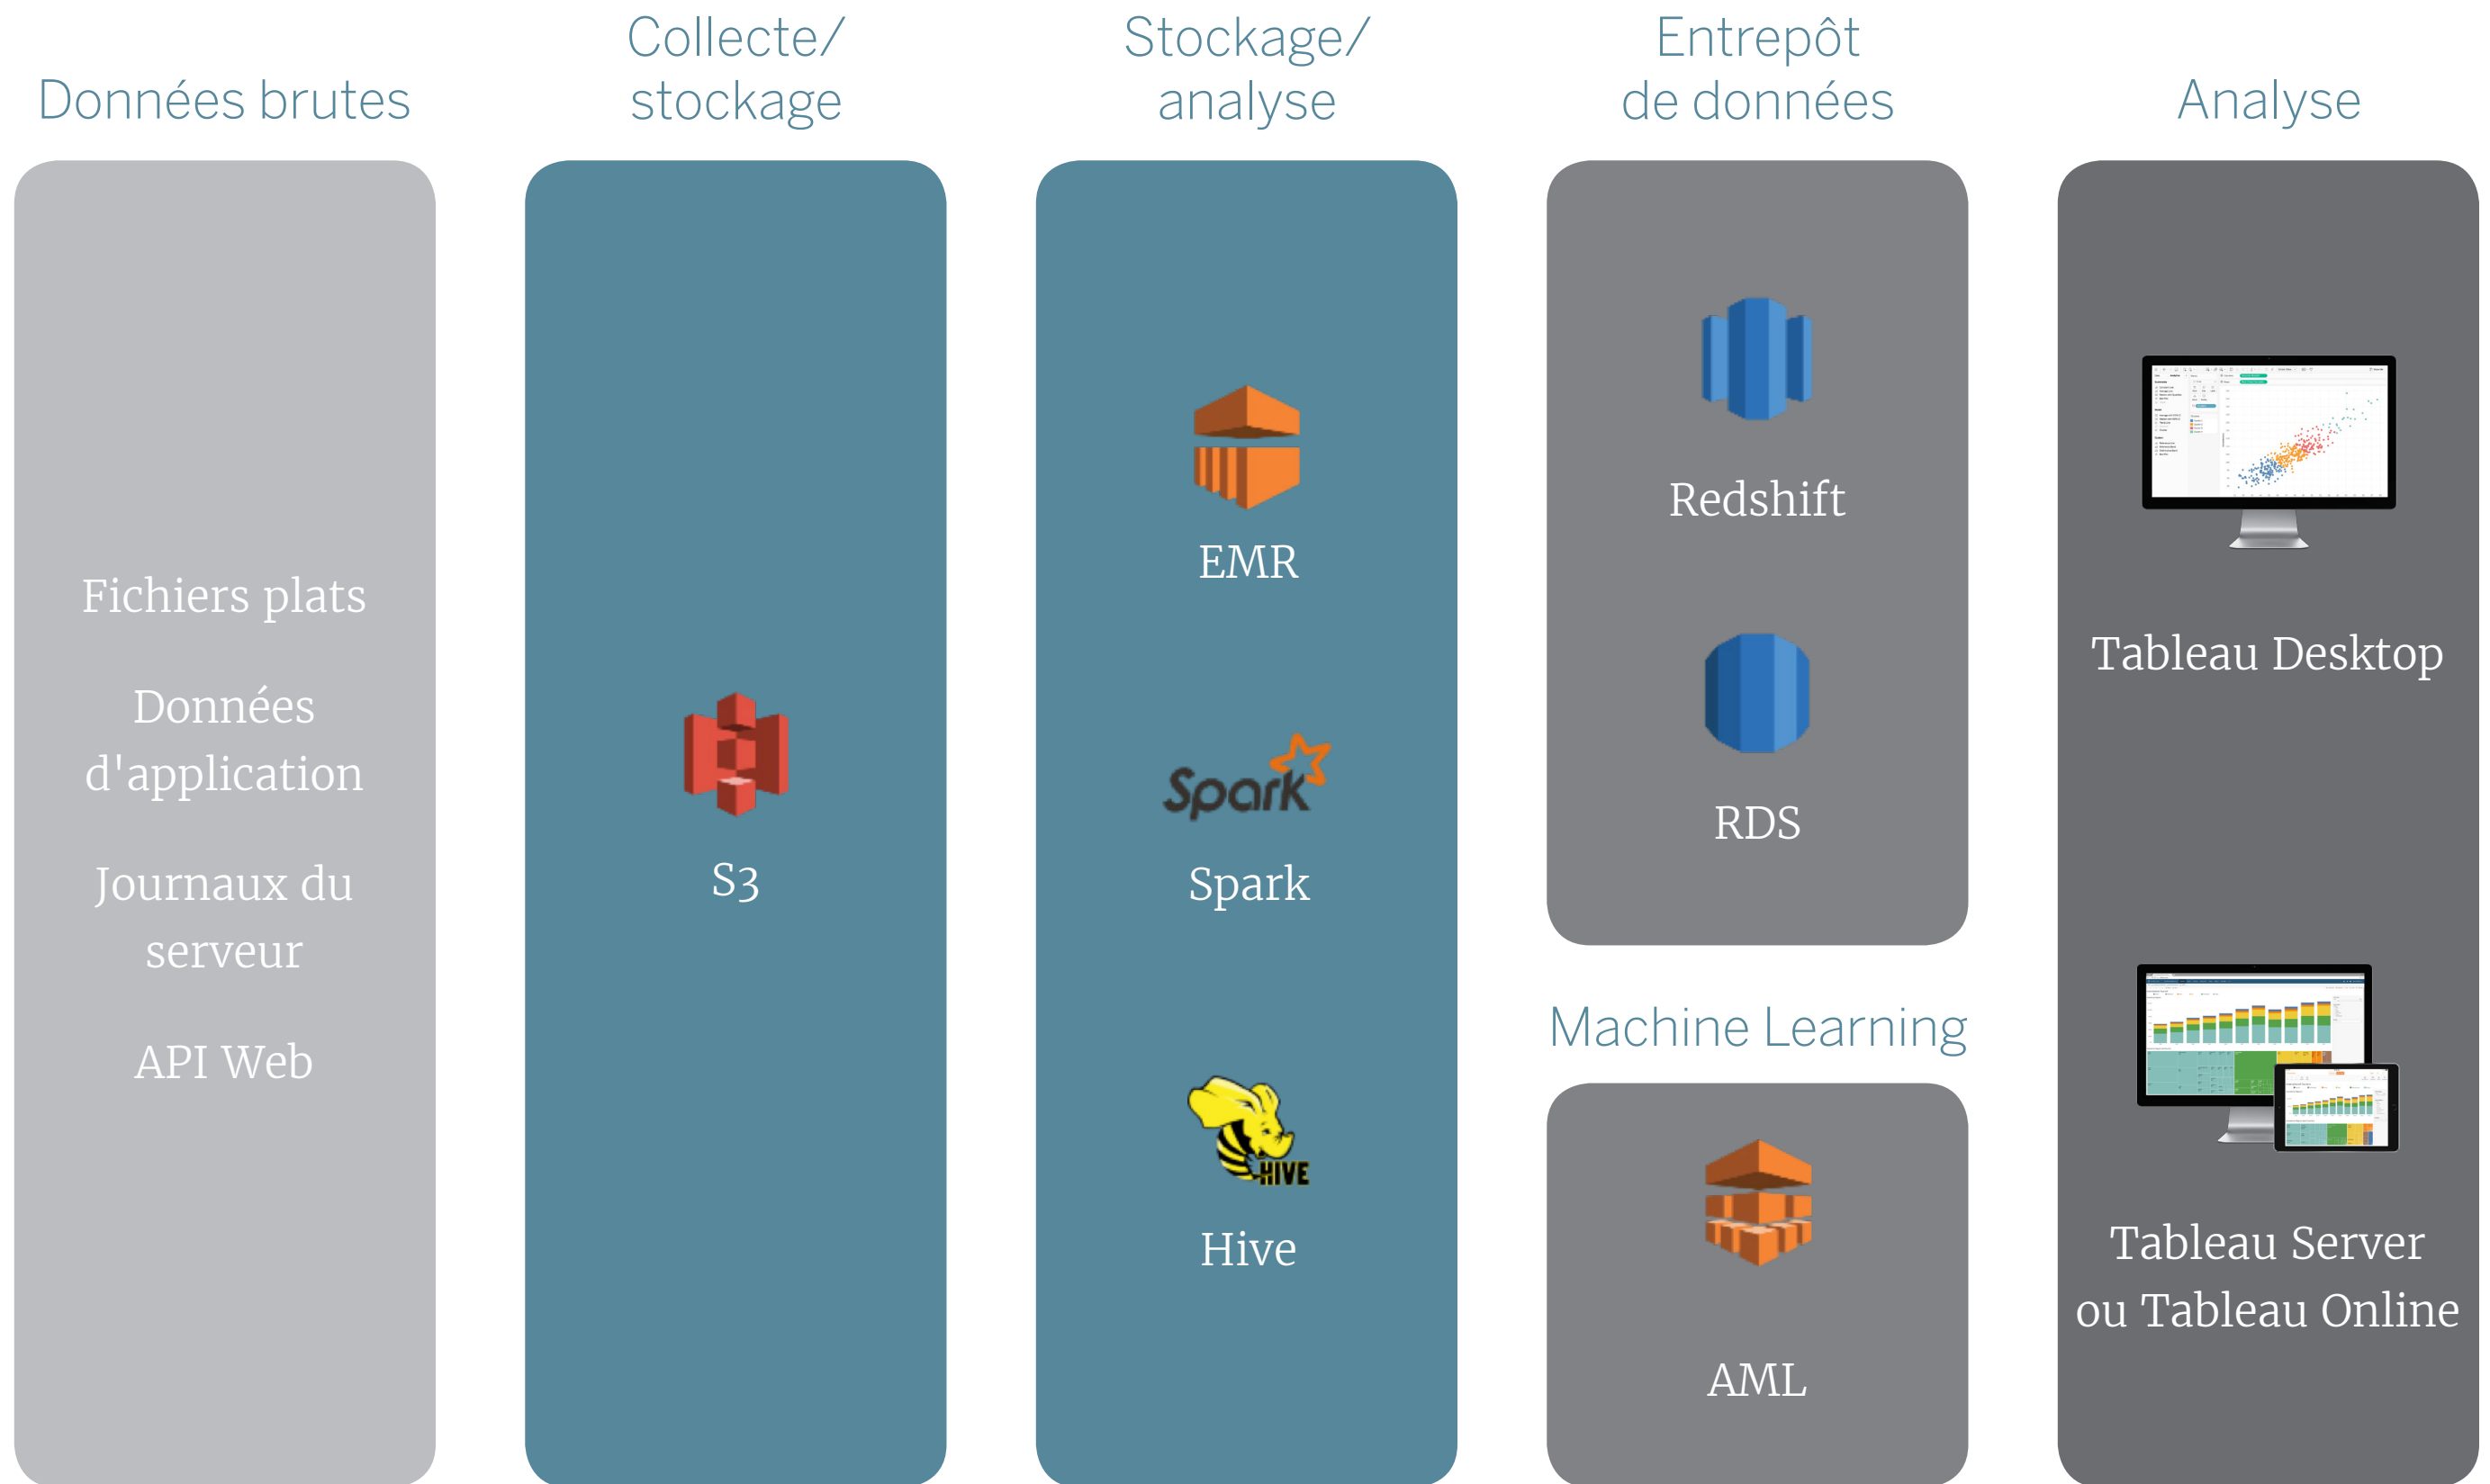 Données brutes
Fichiers plats
Données
d'application
Journaux du
serveur
API Web
Collecte/
stockage
S3
Stockage/
analyse
EMR
Spark
Spark
HIVE
Hive
Entrepôt
de données
Redshift
RDS
Machine Learning
AML
Analyse
Tableau Desktop
Tableau Server
ou Tableau Online